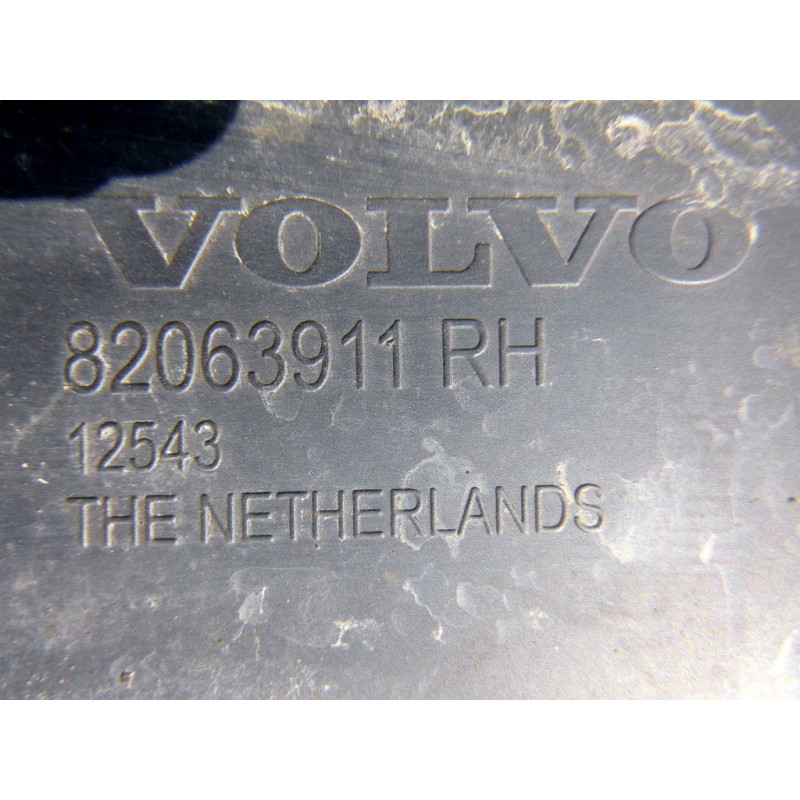 VOLVO
82063911 RH
12543
THE NETHERLANDS